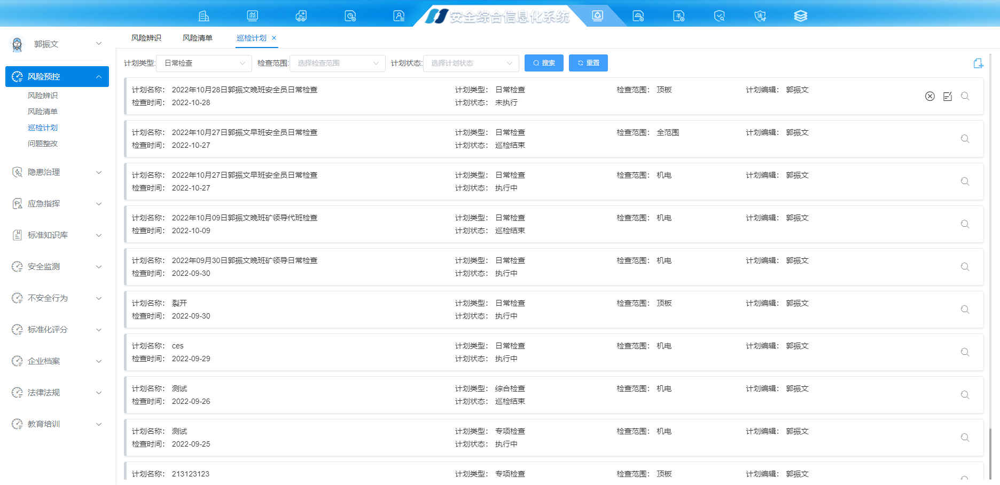 安全综合信息化系统
郭振文
风险辨识 风险清单 巡检计划
风险预控
风险辨识
风险清单
巡检计划
问题整改
隐患治理
应急指挥
标准知识库
安全监测
不安全行为
标准化评分
企业档案
法律法规
教育培训
计划类型: 日常检查 检查范围: 选择检查范围 计划状态: 选择计划状态 搜索 重置
计划名称： 2022年10月28日郭振文晚班安全员日常检查 计划类型： 日常检查 检查范围： 顶板 计划编辑： 郭振文
检查时间： 2022-10-28 计划状态： 未执行
计划名称： 2022年10月27日郭振文早班安全员日常检查 计划类型： 日常检查 检查范围： 全范围 计划编辑： 郭振文
检查时间： 2022-10-27 计划状态： 巡检结束
计划名称： 2022年10月27日郭振文早班安全员日常检查 计划类型： 日常检查 检查范围： 机电 计划编辑： 郭振文
检查时间： 2022-10-27 计划状态： 执行中
计划名称： 2022年10月09日郭振文晚班矿领导代班检查 计划类型： 日常检查 检查范围： 机电 计划编辑： 郭振文
检查时间： 2022-10-09 计划状态： 巡检结束
计划名称： 2022年09月30日郭振文晚班矿领导日常检查 计划类型： 日常检查 检查范围： 机电 计划编辑： 郭振文
检查时间： 2022-09-30 计划状态： 执行中
计划名称： 裂开 计划类型： 日常检查 检查范围： 顶板 计划编辑： 郭振文
检查时间： 2022-09-30 计划状态： 执行中
计划名称： ces 计划类型： 日常检查 检查范围： 机电 计划编辑： 郭振文
检查时间： 2022-09-29 计划状态： 执行中
计划名称： 测试 计划类型： 综合检查 检查范围： 机电 计划编辑： 郭振文
检查时间： 2022-09-26 计划状态： 巡检结束
计划名称： 测试 计划类型： 专项检查 检查范围： 机电 计划编辑： 郭振文
检查时间： 2022-09-25 计划状态： 执行中
计划名称： 213123123 计划类型： 专项检查 检查范围： 顶板 计划编辑： 郭振文